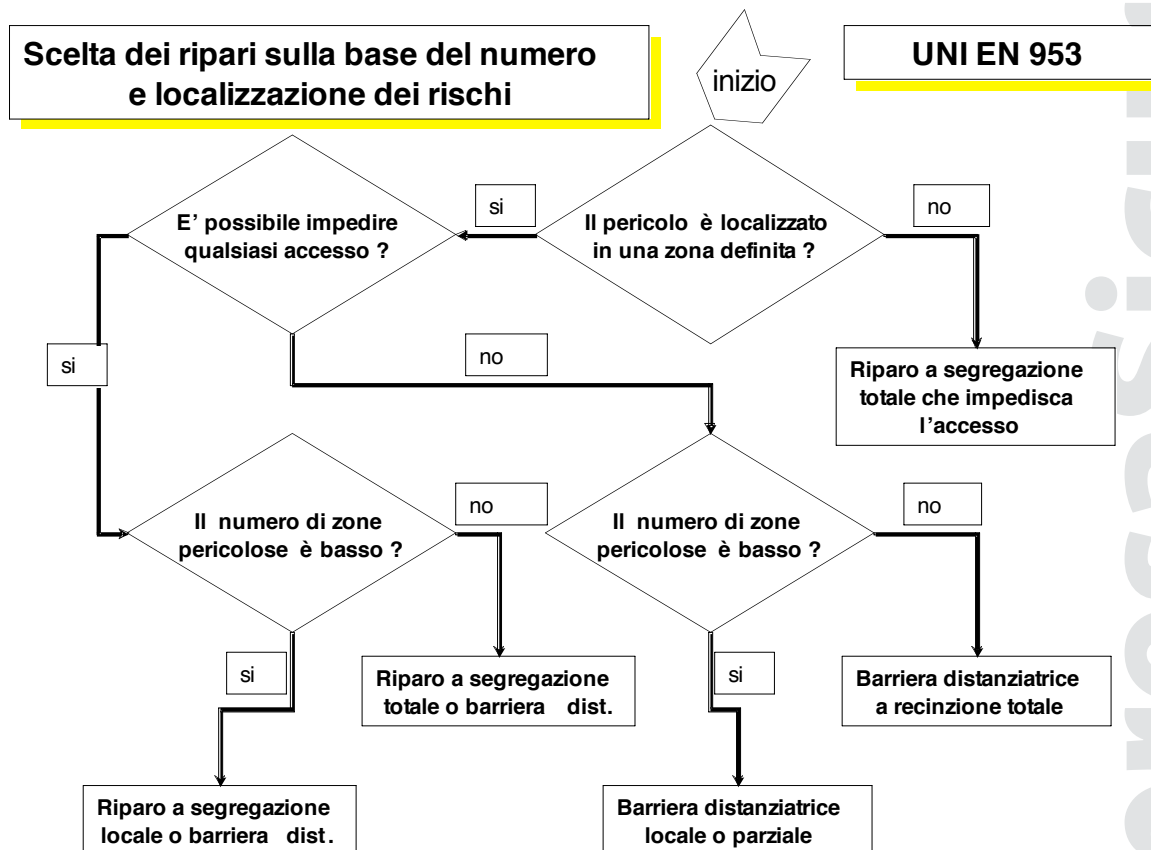 Scelta dei ripari sulla base del numero
e localizzazione dei rischi
inizio
UNI EN 953
E' possibile impedire
qualsiasi accesso ?
si
Il pericolo è localizzato
in una zona definita ?
no
si
no
Riparo a segregazione
totale che impedisca
l'accesso
Il numero di zone
pericolose è basso ?
no
Il numero di zone
pericolose è basso ?
no
si
Riparo a segregazione
totale o barriera dist.
si
Barriera distanziatrice
a recinzione totale
Riparo a segregazione
locale o barriera dist.
Barriera distanziatrice
locale o parziale